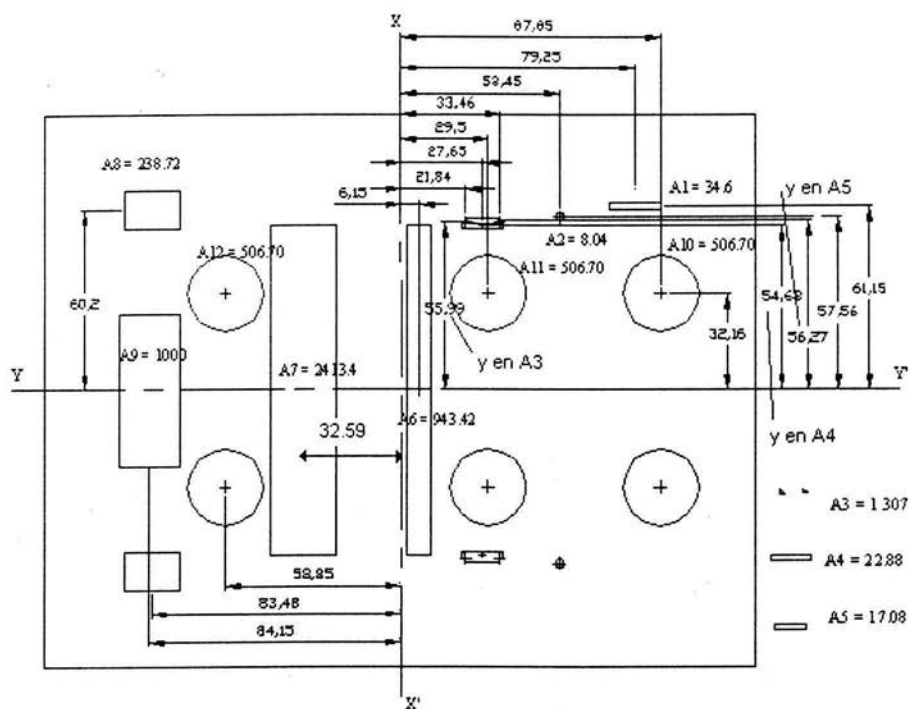 X
87,85
79,25
53,45
33,46
29,5
27,65
21,84
6,15
A8 = 238.72
A1 = 34.6
y en A5
A2 = 8.04
A10 = 506.70
A12 = 506.70
A11 = 506.70
60,2
55,99
54,68
57,56
61,15
32,16
56,27
A9 = 1000
A7 = 2413.4
y en A3
Y
Y'
A6 = 943.42
32.59
y en A4
A3 = 1.307
A4 = 22.88
A5 = 17.08
58,85
83,48
84,15
X'